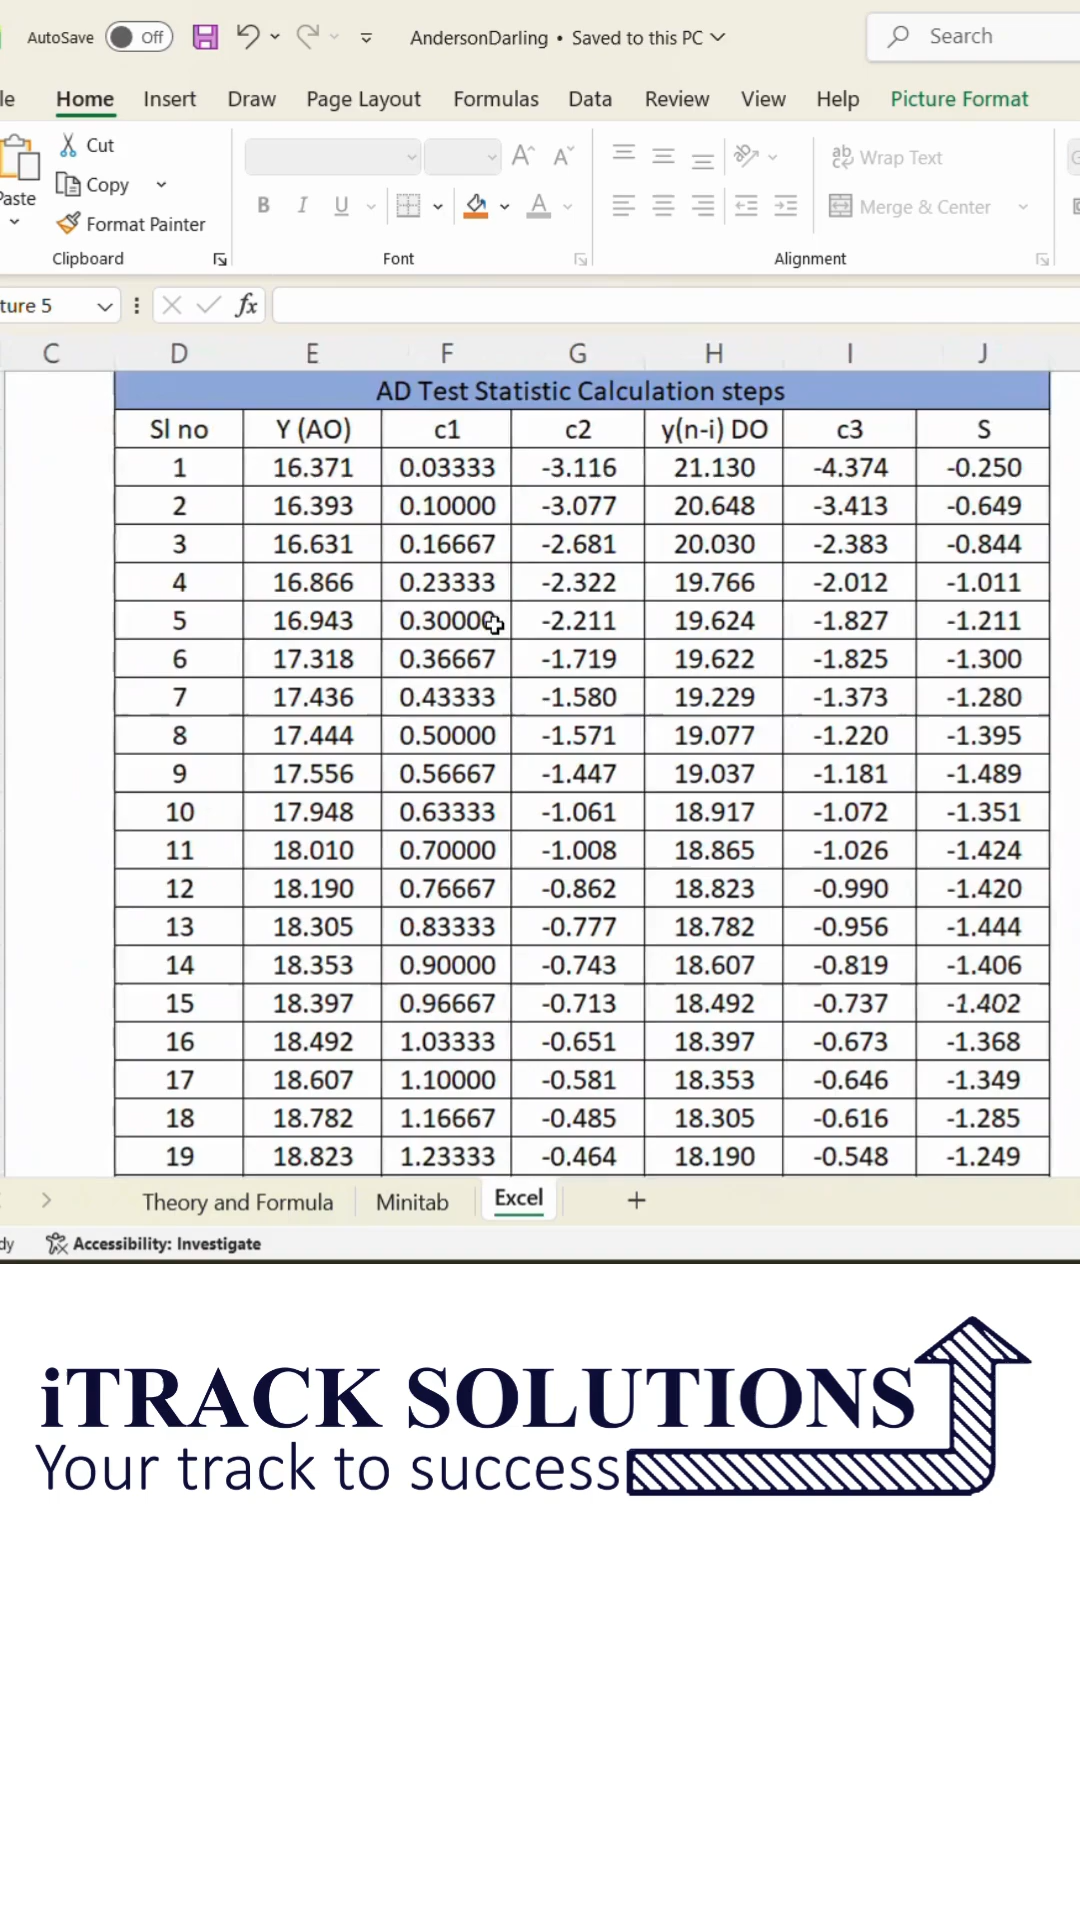 AutoSave Off AndersonDarling • Saved to this PC Search
le Home Insert Draw Page Layout Formulas Data Review View Help Picture Format
Paste Cut
Copy
Format Painter
B I U A Wrap Text
Merge & Center
Clipboard Font Alignment
ture 5 fx
C D E F G H I J
AD Test Statistic Calculation steps
Sl no Y (AO) c1 c2 y(n-i) DO c3 S
1 16.371 0.03333 -3.116 21.130 -4.374 -0.250
2 16.393 0.10000 -3.077 20.648 -3.413 -0.649
3 16.631 0.16667 -2.681 20.030 -2.383 -0.844
4 16.866 0.23333 -2.322 19.766 -2.012 -1.011
5 16.943 0.30000 -2.211 19.624 -1.827 -1.211
6 17.318 0.36667 -1.719 19.622 -1.825 -1.300
7 17.436 0.43333 -1.580 19.229 -1.373 -1.280
8 17.444 0.50000 -1.571 19.077 -1.220 -1.395
9 17.556 0.56667 -1.447 19.037 -1.181 -1.489
10 17.948 0.63333 -1.061 18.917 -1.072 -1.351
11 18.010 0.70000 -1.008 18.865 -1.026 -1.424
12 18.190 0.76667 -0.862 18.823 -0.990 -1.420
13 18.305 0.83333 -0.777 18.782 -0.956 -1.444
14 18.353 0.90000 -0.743 18.607 -0.819 -1.406
15 18.397 0.96667 -0.713 18.492 -0.737 -1.402
16 18.492 1.03333 -0.651 18.397 -0.673 -1.368
17 18.607 1.10000 -0.581 18.353 -0.646 -1.349
18 18.782 1.16667 -0.485 18.305 -0.616 -1.285
19 18.823 1.23333 -0.464 18.190 -0.548 -1.249
Theory and Formula Minitab Excel +
dy Accessibility: Investigate
iTRACK SOLUTIONS
Your track to success